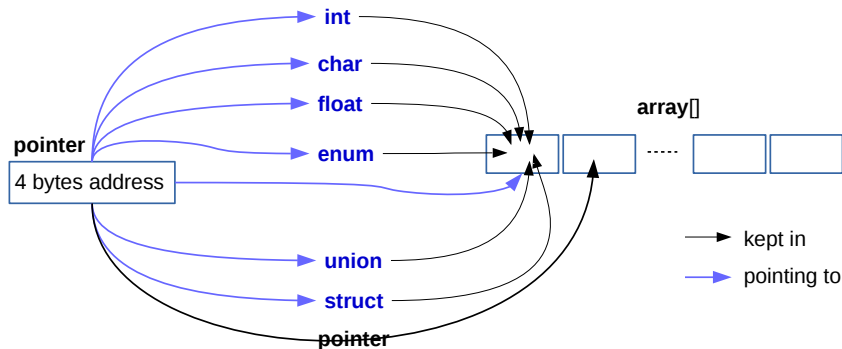 int
char
float
array[]
pointer
enum
4 bytes address
kept in
union
pointing to
struct
pointer